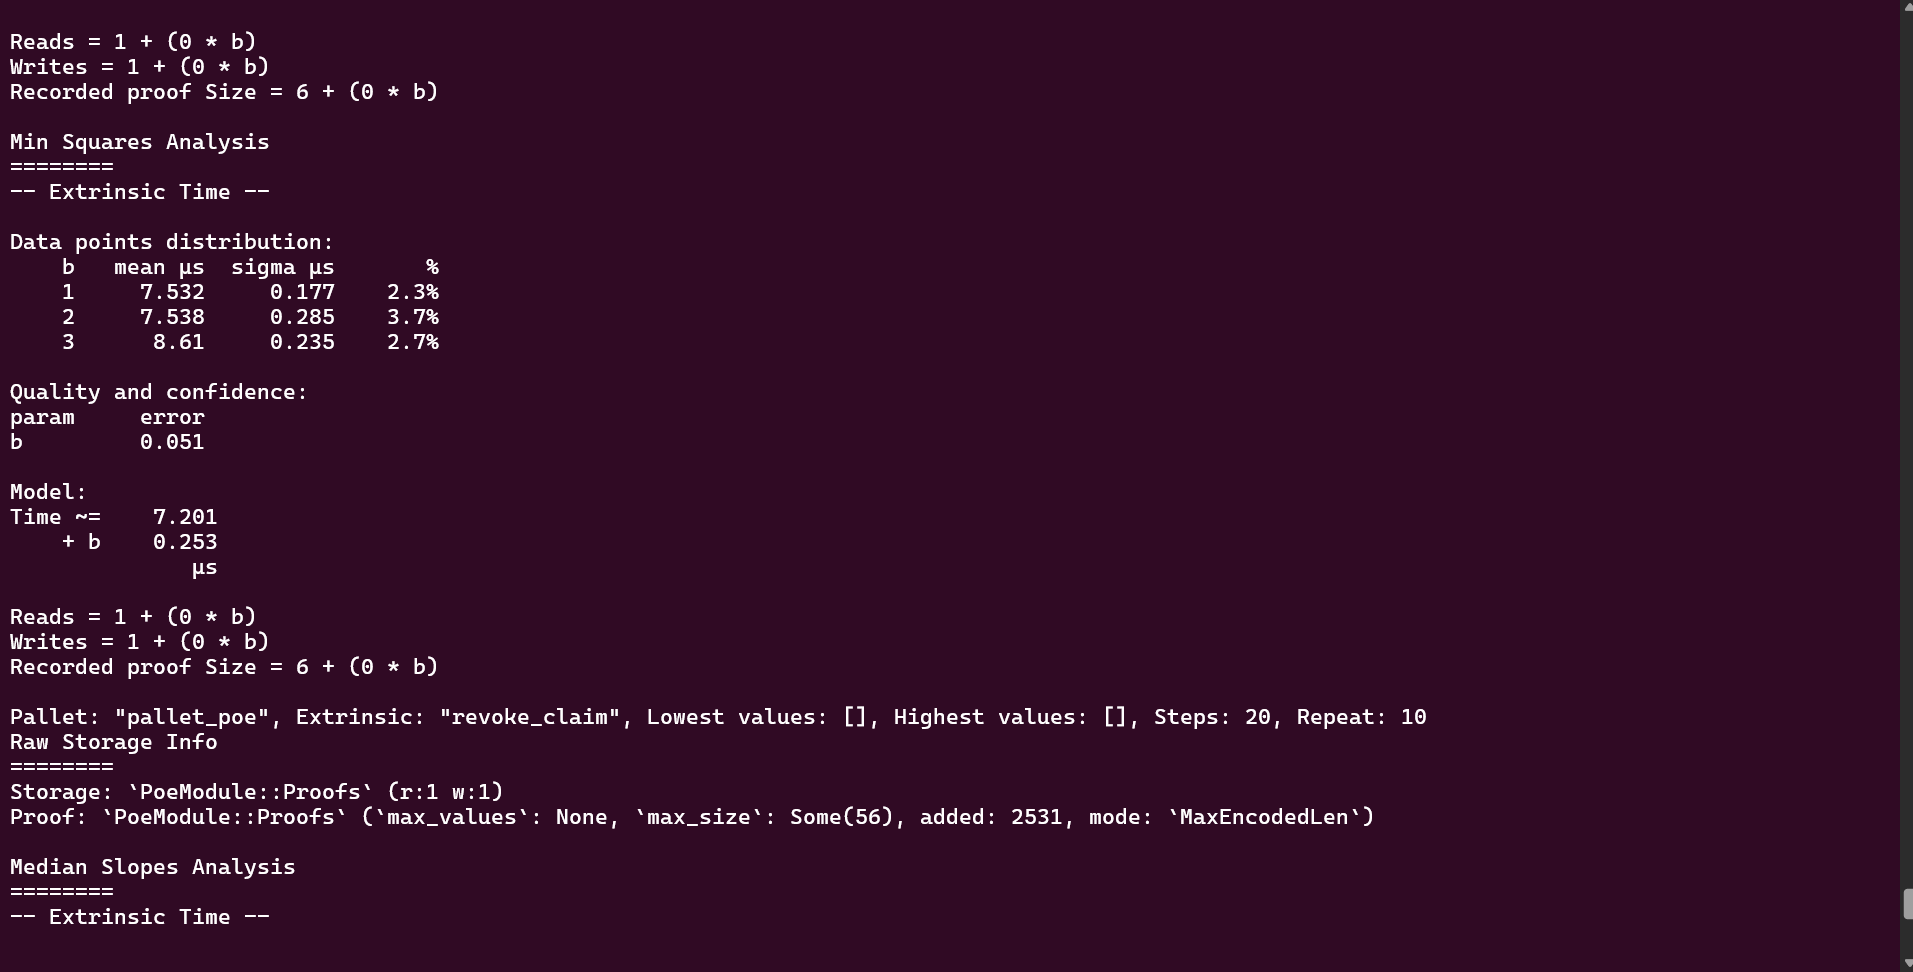 Reads = 1 + (0 * b)
Writes = 1 + (0 * b)
Recorded proof Size = 6 + (0 * b)

Min Squares Analysis
========
-- Extrinsic Time --

Data points distribution:
    b   mean µs  sigma µs       %
    1     7.532     0.177    2.3%
    2     7.538     0.285    3.7%
    3      8.61     0.235    2.7%

Quality and confidence:
param     error
b         0.051

Model:
Time ~=    7.201
    + b    0.253
              µs

Reads = 1 + (0 * b)
Writes = 1 + (0 * b)
Recorded proof Size = 6 + (0 * b)

Pallet: "pallet_poe", Extrinsic: "revoke_claim", Lowest values: [], Highest values: [], Steps: 20, Repeat: 10
Raw Storage Info
========
Storage: `PoeModule::Proofs` (r:1 w:1)
Proof: `PoeModule::Proofs` (`max_values`: None, `max_size`: Some(56), added: 2531, mode: `MaxEncodedLen`)

Median Slopes Analysis
========
-- Extrinsic Time --